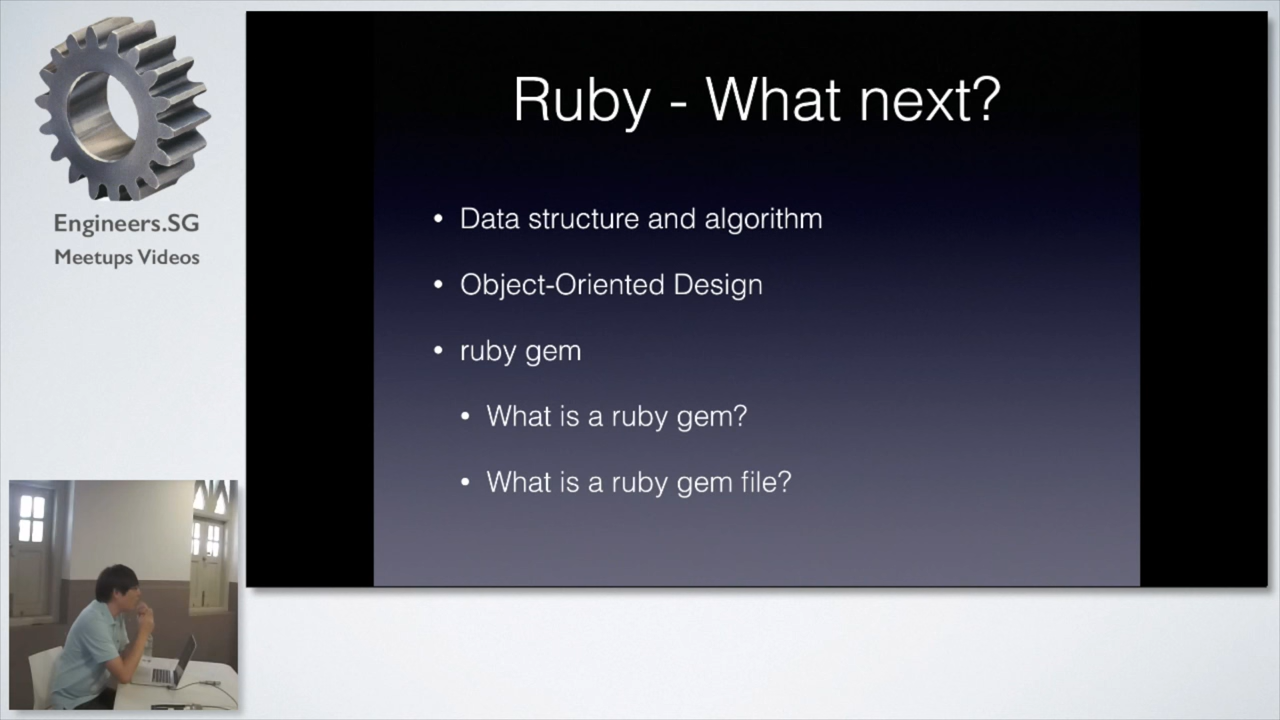 Engineers.SG
Meetups Videos
Ruby - What next?
• Data structure and algorithm
• Object-Oriented Design
• ruby gem
• What is a ruby gem?
• What is a ruby gem file?